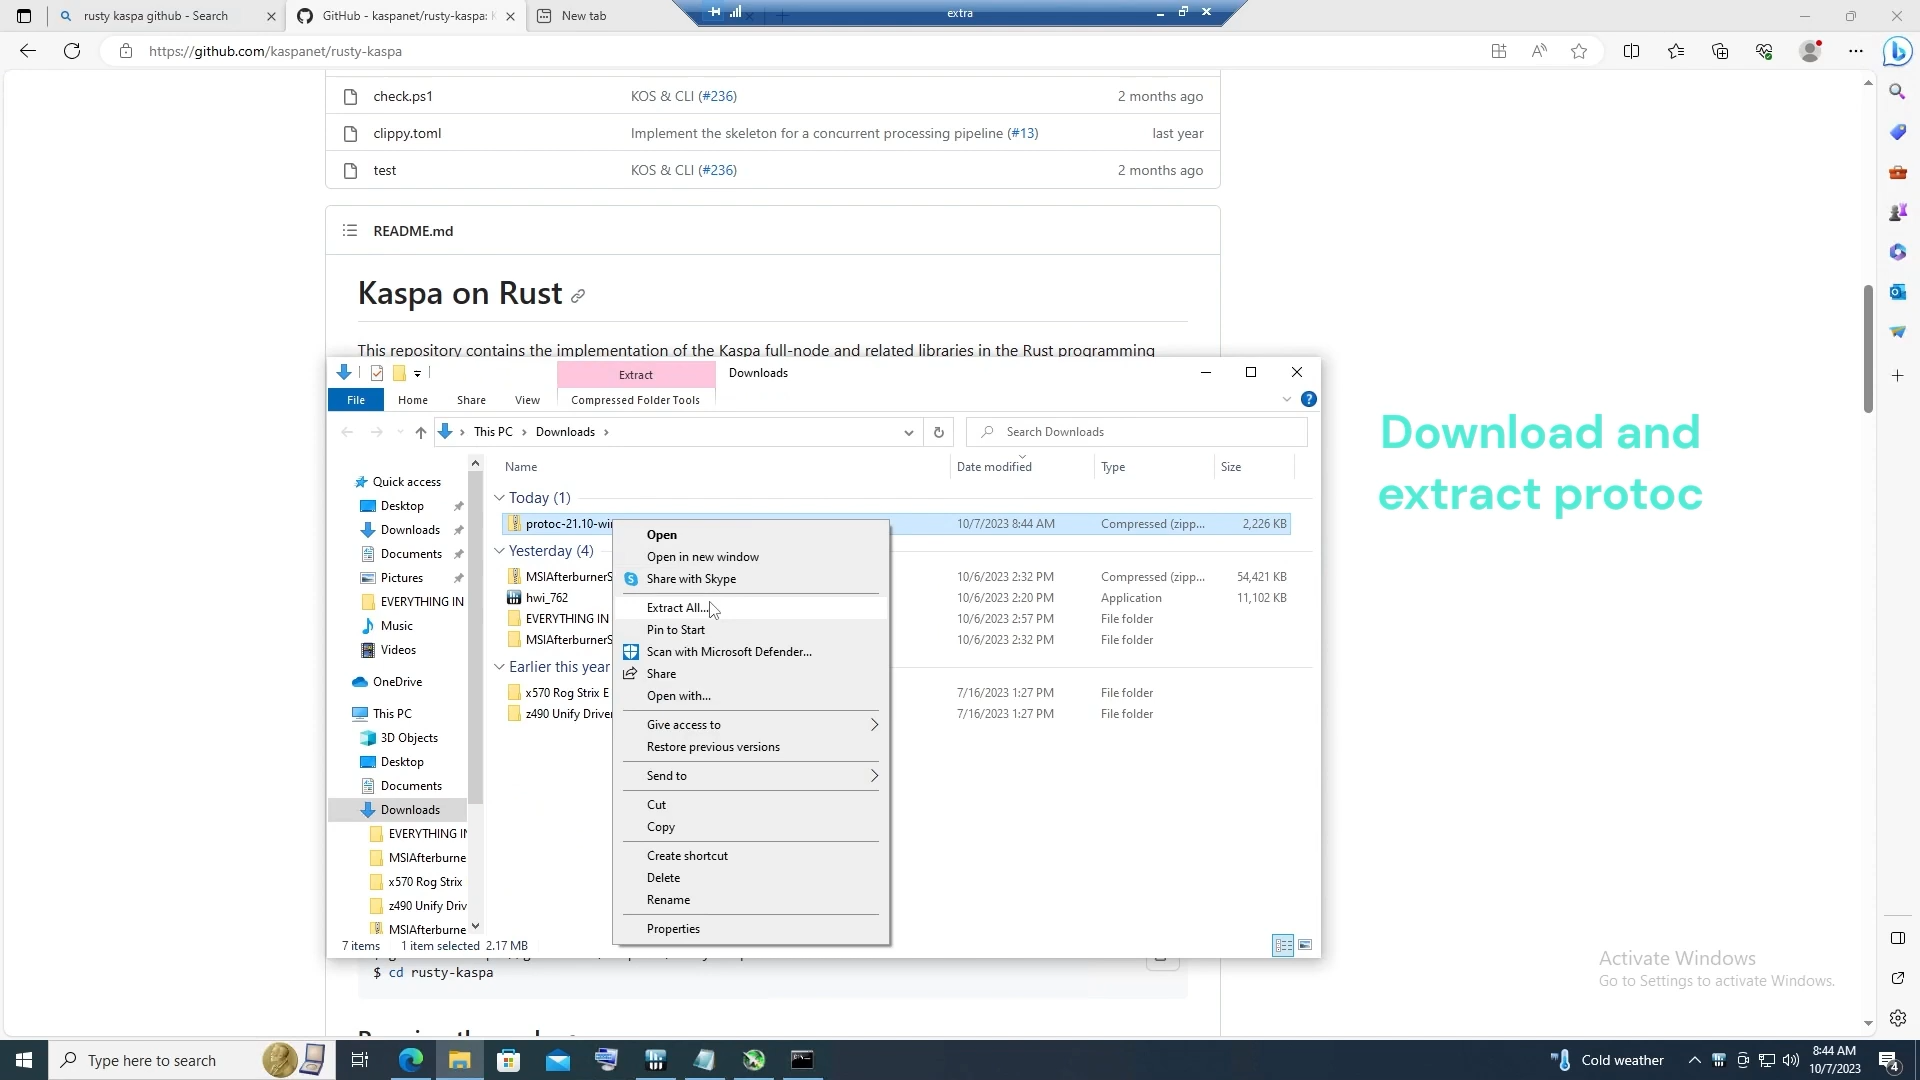 rusty kaspa github - Search
GitHub - kaspanet/rusty-kaspa:
New tab
extra
https://github.com/kaspanet/rusty-kaspa
check.ps1 KOS & CLI (#236) 2 months ago
clippy.toml Implement the skeleton for a concurrent processing pipeline (#13) last year
test KOS & CLI (#236) 2 months ago
README.md
Kaspa on Rust
This repository contains the implementation of the Kaspa full-node and related libraries in the Rust programming
Extract Downloads
File Home Share View Compressed Folder Tools
This PC > Downloads >
Search Downloads
Name Date modified Type Size
Quick access
Desktop
Downloads
Documents
Pictures
EVERYTHING IN
Music
Videos
OneDrive
This PC
3D Objects
Desktop
Documents
Downloads
EVERYTHING IN
MSIAfterburne
x570 Rog Strix
z490 Unify Driv
MSIAfterburne
Today (1)
protoc-21.10-win 10/7/2023 8:44 AM Compressed (zipp... 2,226 KB
Yesterday (4)
MSIAfterburnerS 10/6/2023 2:32 PM Compressed (zipp... 54,421 KB
hwi_762 10/6/2023 2:20 PM Application 11,102 KB
EVERYTHING IN 10/6/2023 2:57 PM File folder
MSIAfterburnerS 10/6/2023 2:32 PM File folder
Earlier this year
x570 Rog Strix E 7/16/2023 1:27 PM File folder
z490 Unify Driver 7/16/2023 1:27 PM File folder
Open
Open in new window
Share with Skype
Extract All...
Pin to Start
Scan with Microsoft Defender...
Share
Open with...
Give access to
Restore previous versions
Send to
Cut
Copy
Create shortcut
Delete
Rename
Properties
7 items 1 item selected 2.17 MB
$ cd rusty-kaspa
Download and
extract protoc
Activate Windows
Go to Settings to activate Windows.
Type here to search
Cold weather
8:44 AM
10/7/2023
4